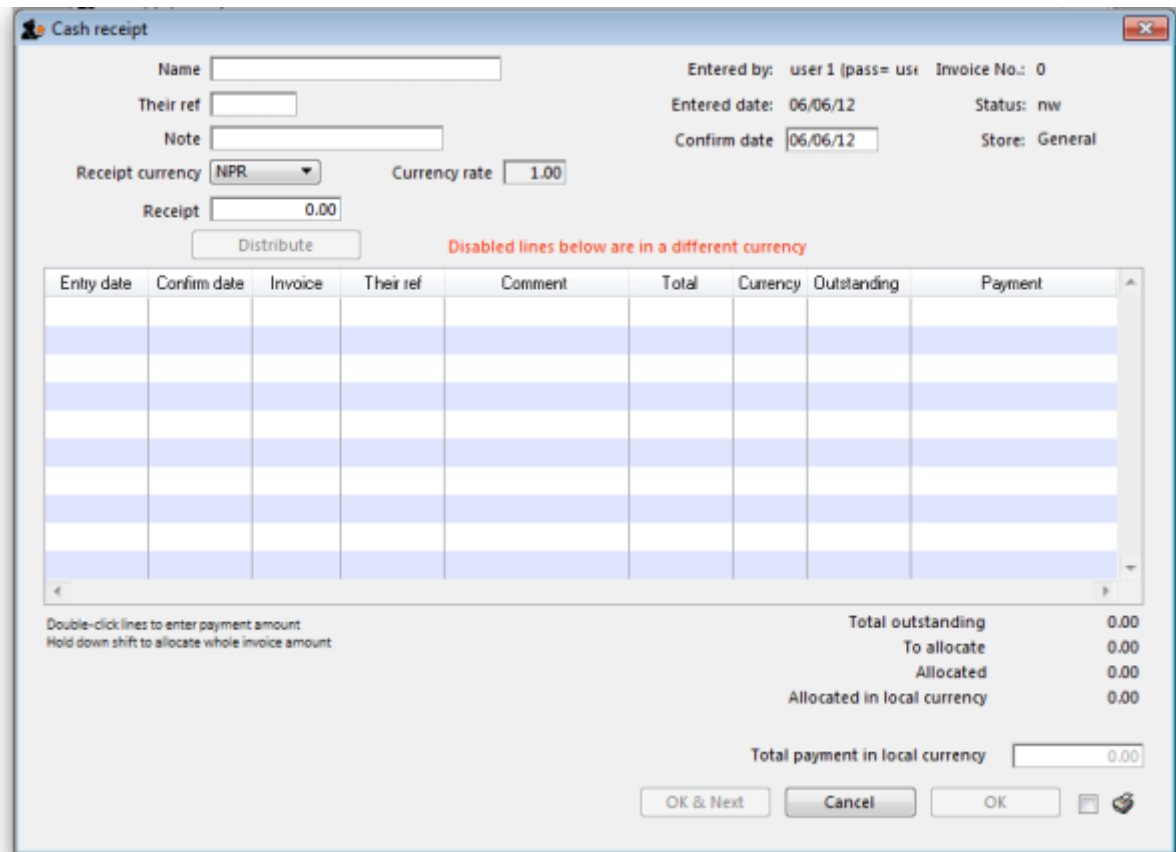 Cash receipt
Name Entered by: user 1 (pass= use Invoice No.: 0
Their ref Entered date: 06/06/12 Status: nw
Note Confirm date 06/06/12 Store: General
Receipt currency NPR Currency rate 1.00
Receipt 0.00
Distribute Disabled lines below are in a different currency
Entry date Confirm date Invoice Their ref Comment Total Currency Outstanding Payment
Double-click lines to enter payment amount
Hold down shift to allocate whole invoice amount
Total outstanding 0.00
To allocate 0.00
Allocated 0.00
Allocated in local currency 0.00
Total payment in local currency 0.00
OK & Next Cancel OK